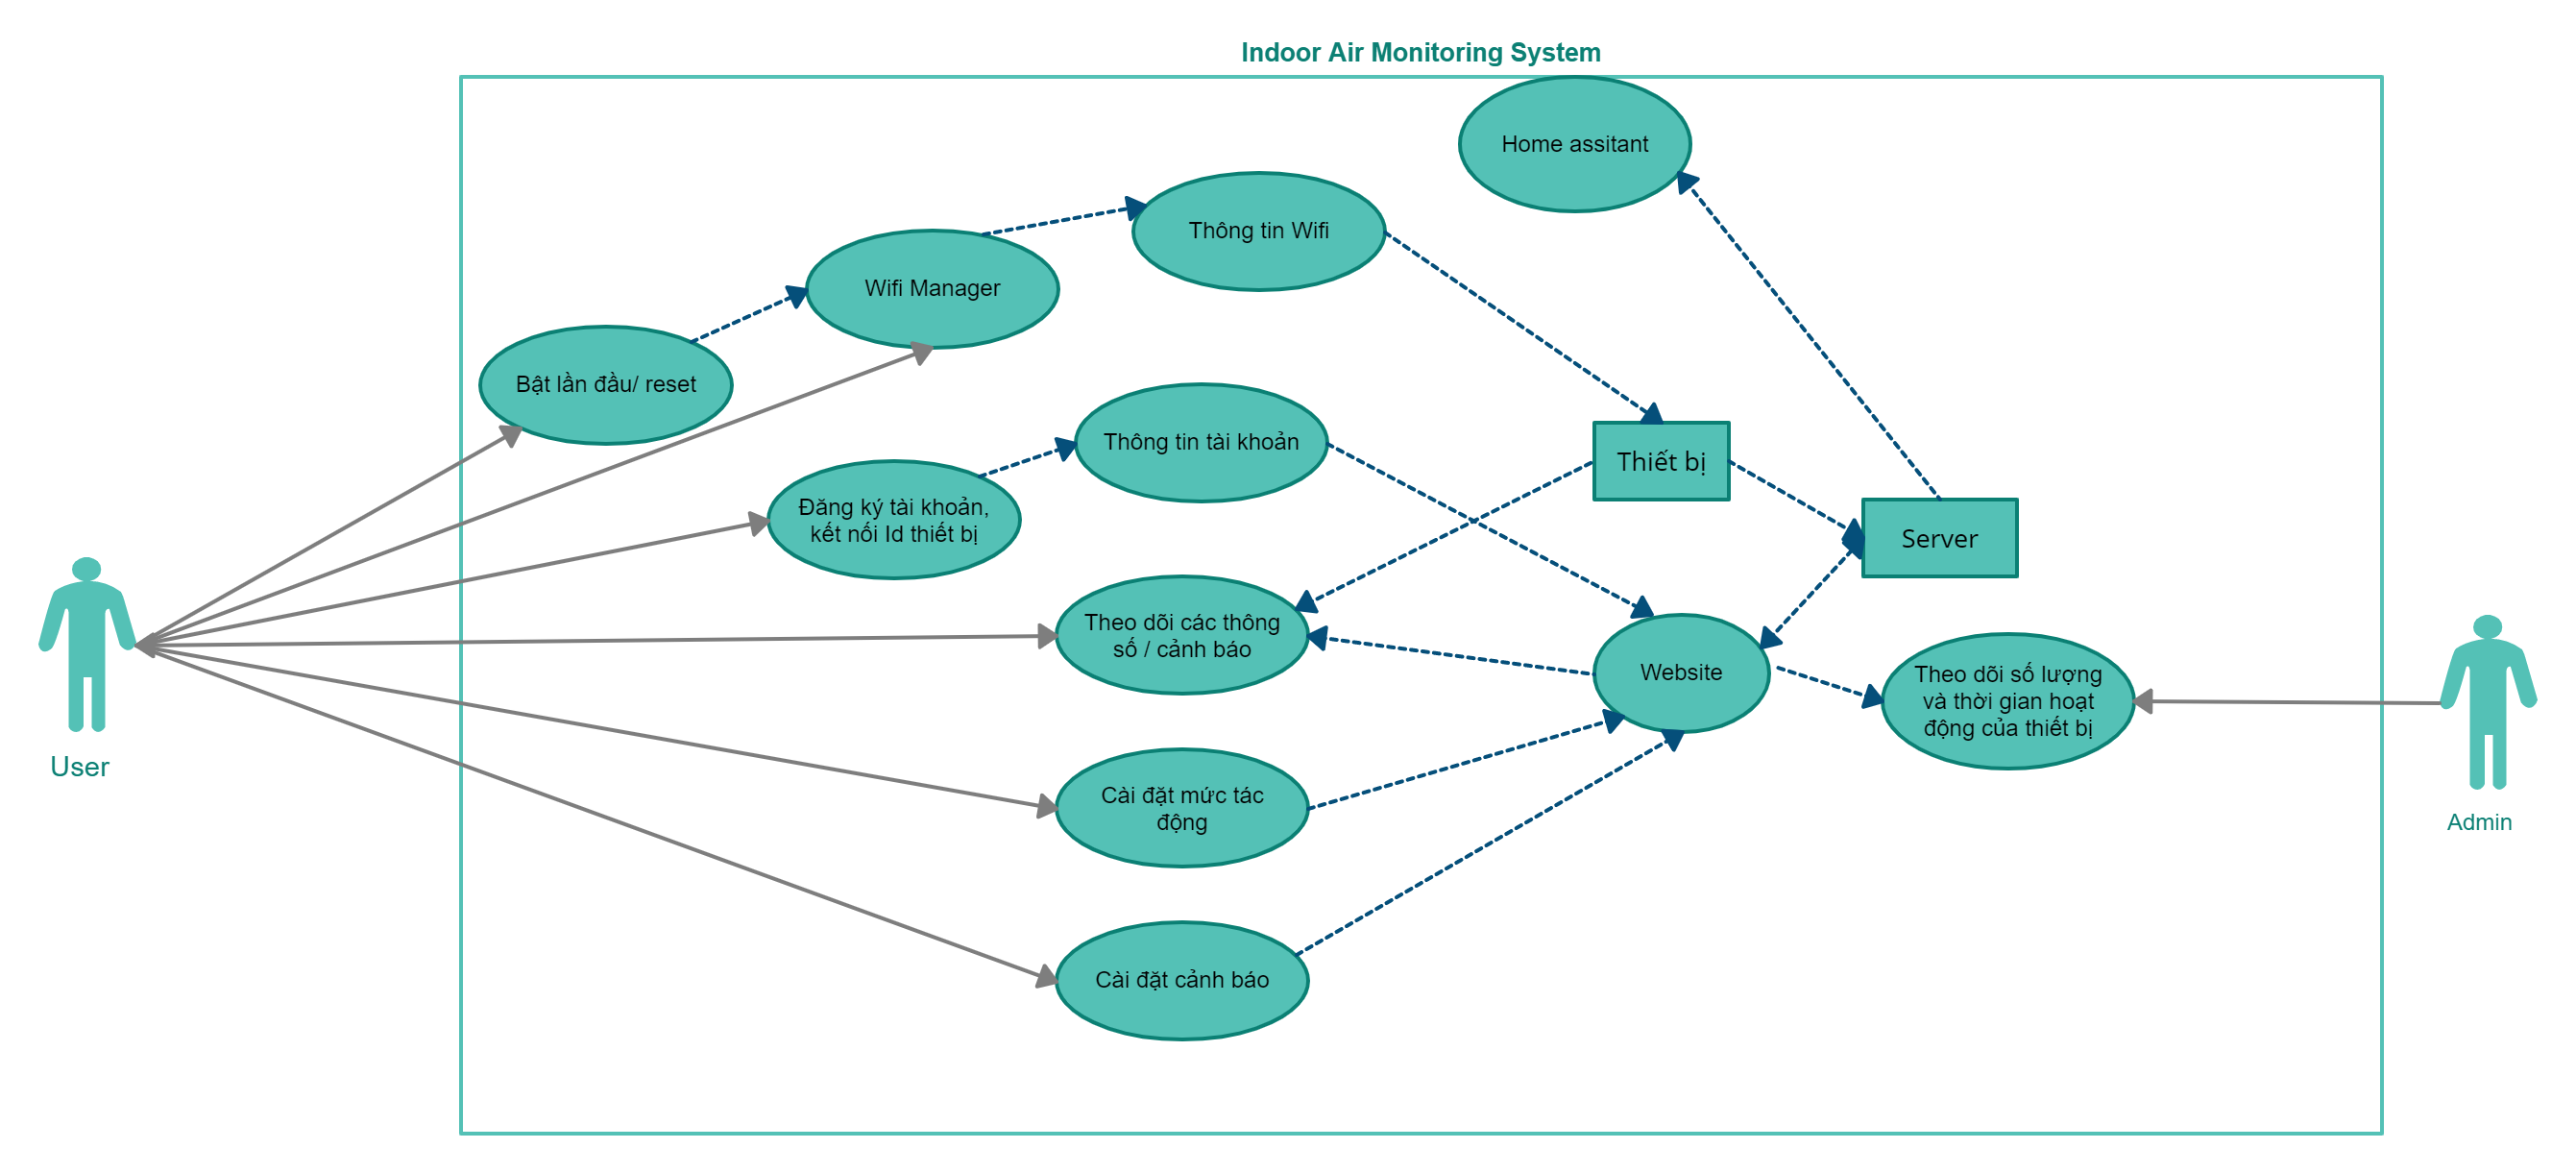 Indoor Air Monitoring System
Home assitant
Thông tin Wifi
Wifi Manager
Bật lần đầu/ reset
Thông tin tài khoản
Thiết bị
Đăng ký tài khoản,
kết nối Id thiết bị
Server
Theo dõi các thông
số / cảnh báo
Website
Theo dõi số lượng
và thời gian hoạt
động của thiết bị
User
Cài đặt mức tác
động
Admin
Cài đặt cảnh báo